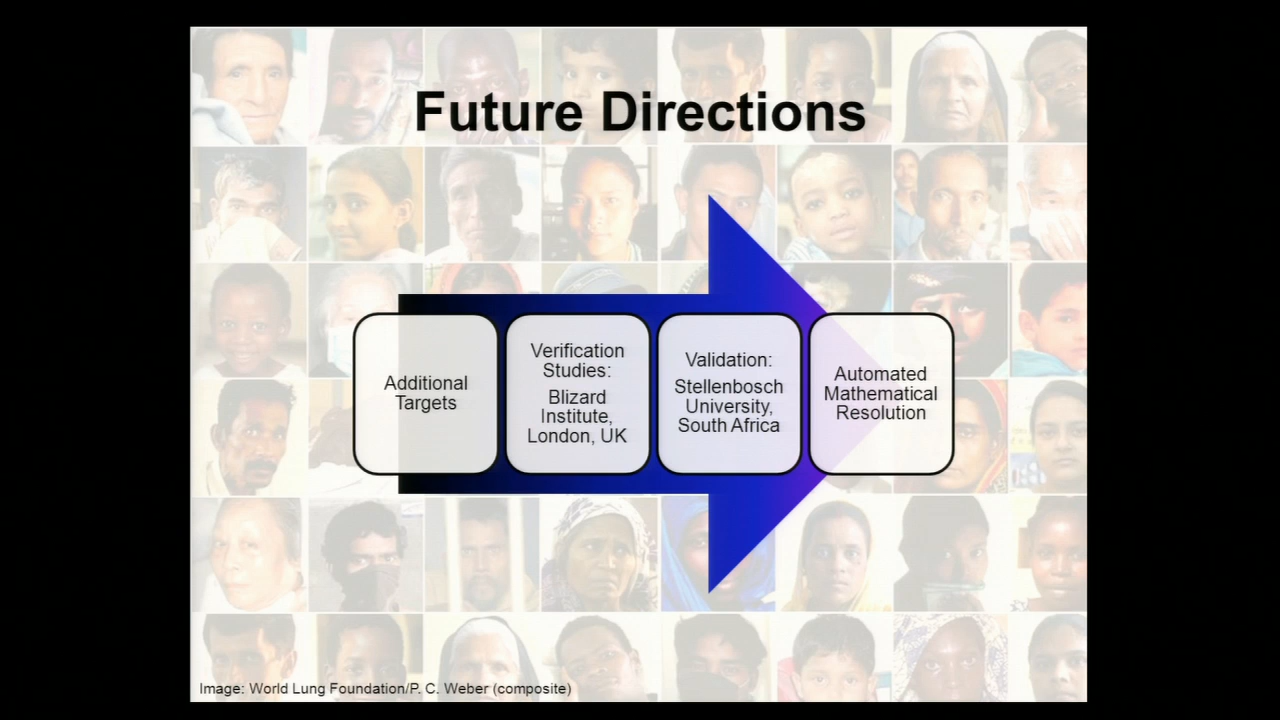 Future Directions
Additional
Targets
Verification
Studies:
Blizard
Institute,
London, UK
Validation:
Stellenbosch
University,
South Africa
Automated
Mathematical
Resolution
Image: World Lung Foundation/P. C. Weber (composite)